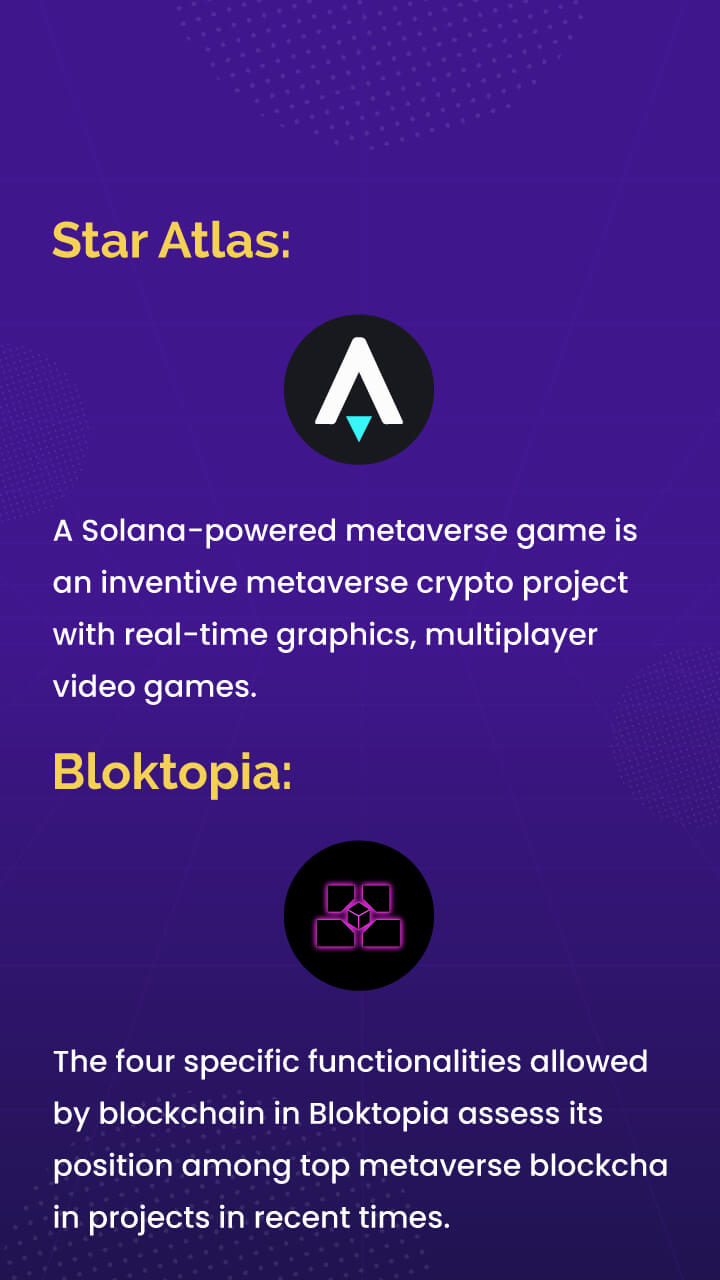 Star Atlas:
A Solana-powered metaverse game is
an inventive metaverse crypto project
with real-time graphics, multiplayer
video games.
Bloktopia:
The four specific functionalities allowed
by blockchain in Bloktopia assess its
position among top metaverse blockcha
in projects in recent times.